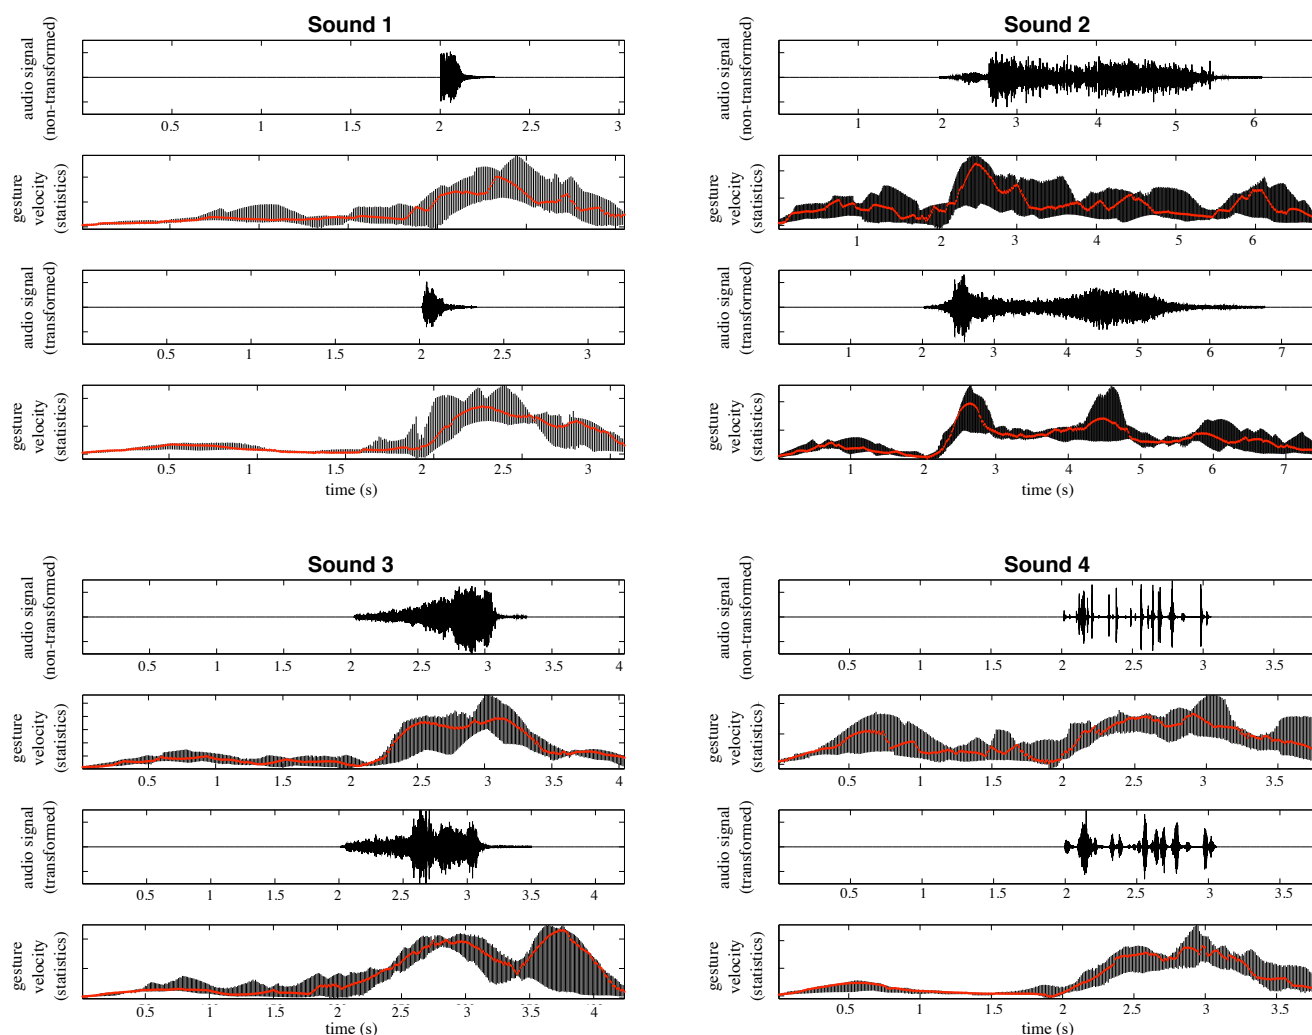 Sound 1
audio signal
(non-transformed)
0.5 1 1.5 2 2.5 3
gesture
velocity
(statistics)
0.5 1 1.5 2 2.5 3
audio signal
(transformed)
0.5 1 1.5 2 2.5 3
gesture
velocity
(statistics)
0.5 1 1.5 2 2.5 3
time (s)
Sound 2
audio signal
(non-transformed)
1 2 3 4 5 6
gesture
velocity
(statistics)
1 2 3 4 5 6
audio signal
(transformed)
1 2 3 4 5 6 7
gesture
velocity
(statistics)
1 2 3 4 5 6 7
time (s)
Sound 3
audio signal
(non-transformed)
0.5 1 1.5 2 2.5 3 3.5 4
gesture
velocity
(statistics)
0.5 1 1.5 2 2.5 3 3.5 4
audio signal
(transformed)
0.5 1 1.5 2 2.5 3 3.5 4
gesture
velocity
(statistics)
0.5 1 1.5 2 2.5 3 3.5 4
time (s)
Sound 4
audio signal
(non-transformed)
0.5 1 1.5 2 2.5 3 3.5
gesture
velocity
(statistics)
0.5 1 1.5 2 2.5 3 3.5
audio signal
(transformed)
0.5 1 1.5 2 2.5 3 3.5
gesture
velocity
(statistics)
0.5 1 1.5 2 2.5 3 3.5
time (s)